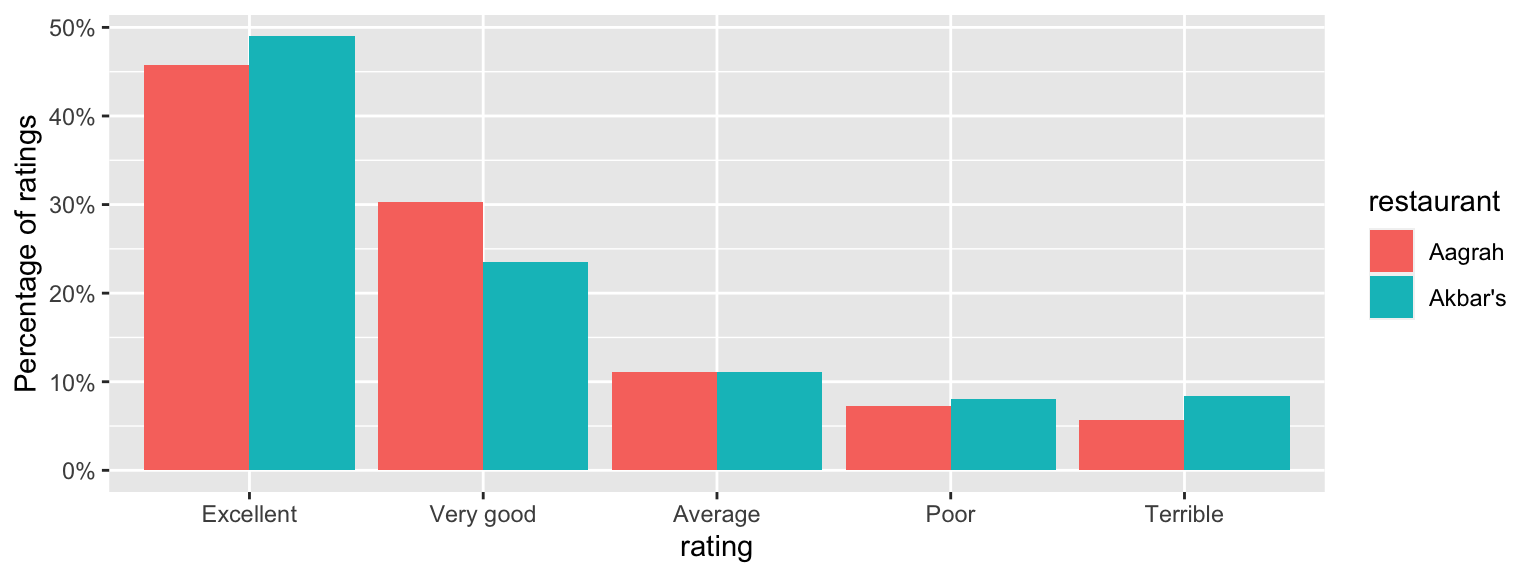 Percentage of ratings
50%
40%
30%
20%
10%
0%
Excellent
Very good
Average
Poor
Terrible
rating
restaurant
Aagrah
Akbar's